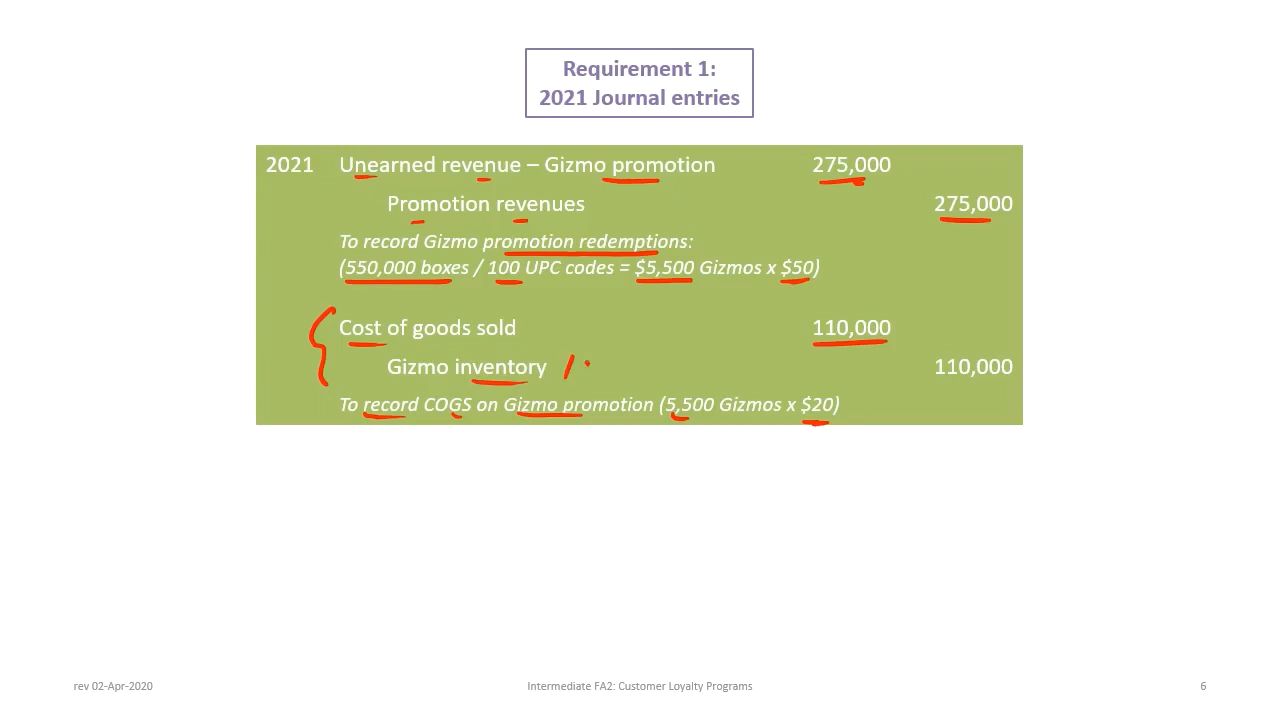 Requirement 1:
2021 Journal entries
2021 Unearned revenue – Gizmo promotion 275,000
Promotion revenues 275,000
To record Gizmo promotion redemptions:
(550,000 boxes / 100 UPC codes = $5,500 Gizmos x $50)
Cost of goods sold 110,000
Gizmo inventory 110,000
To record COGS on Gizmo promotion (5,500 Gizmos x $20)
rev 02-Apr-2020 Intermediate FA2: Customer Loyalty Programs 6